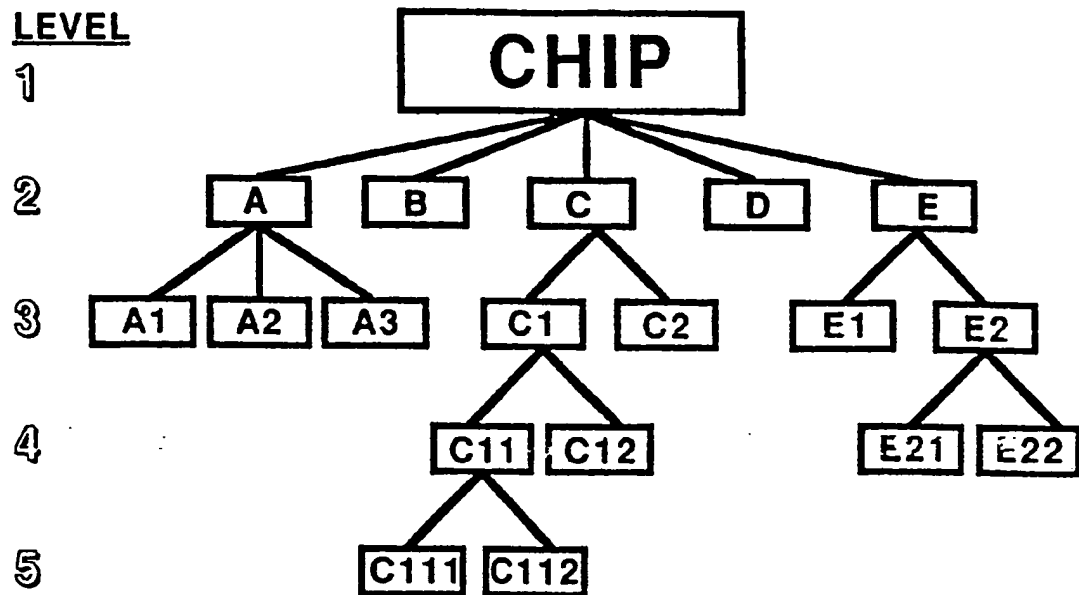 LEVEL
1 CHIP
2 A B C D E
3 A1 A2 A3 C1 C2 E1 E2
4 C11 C12 E21 E22
5 C111 C112